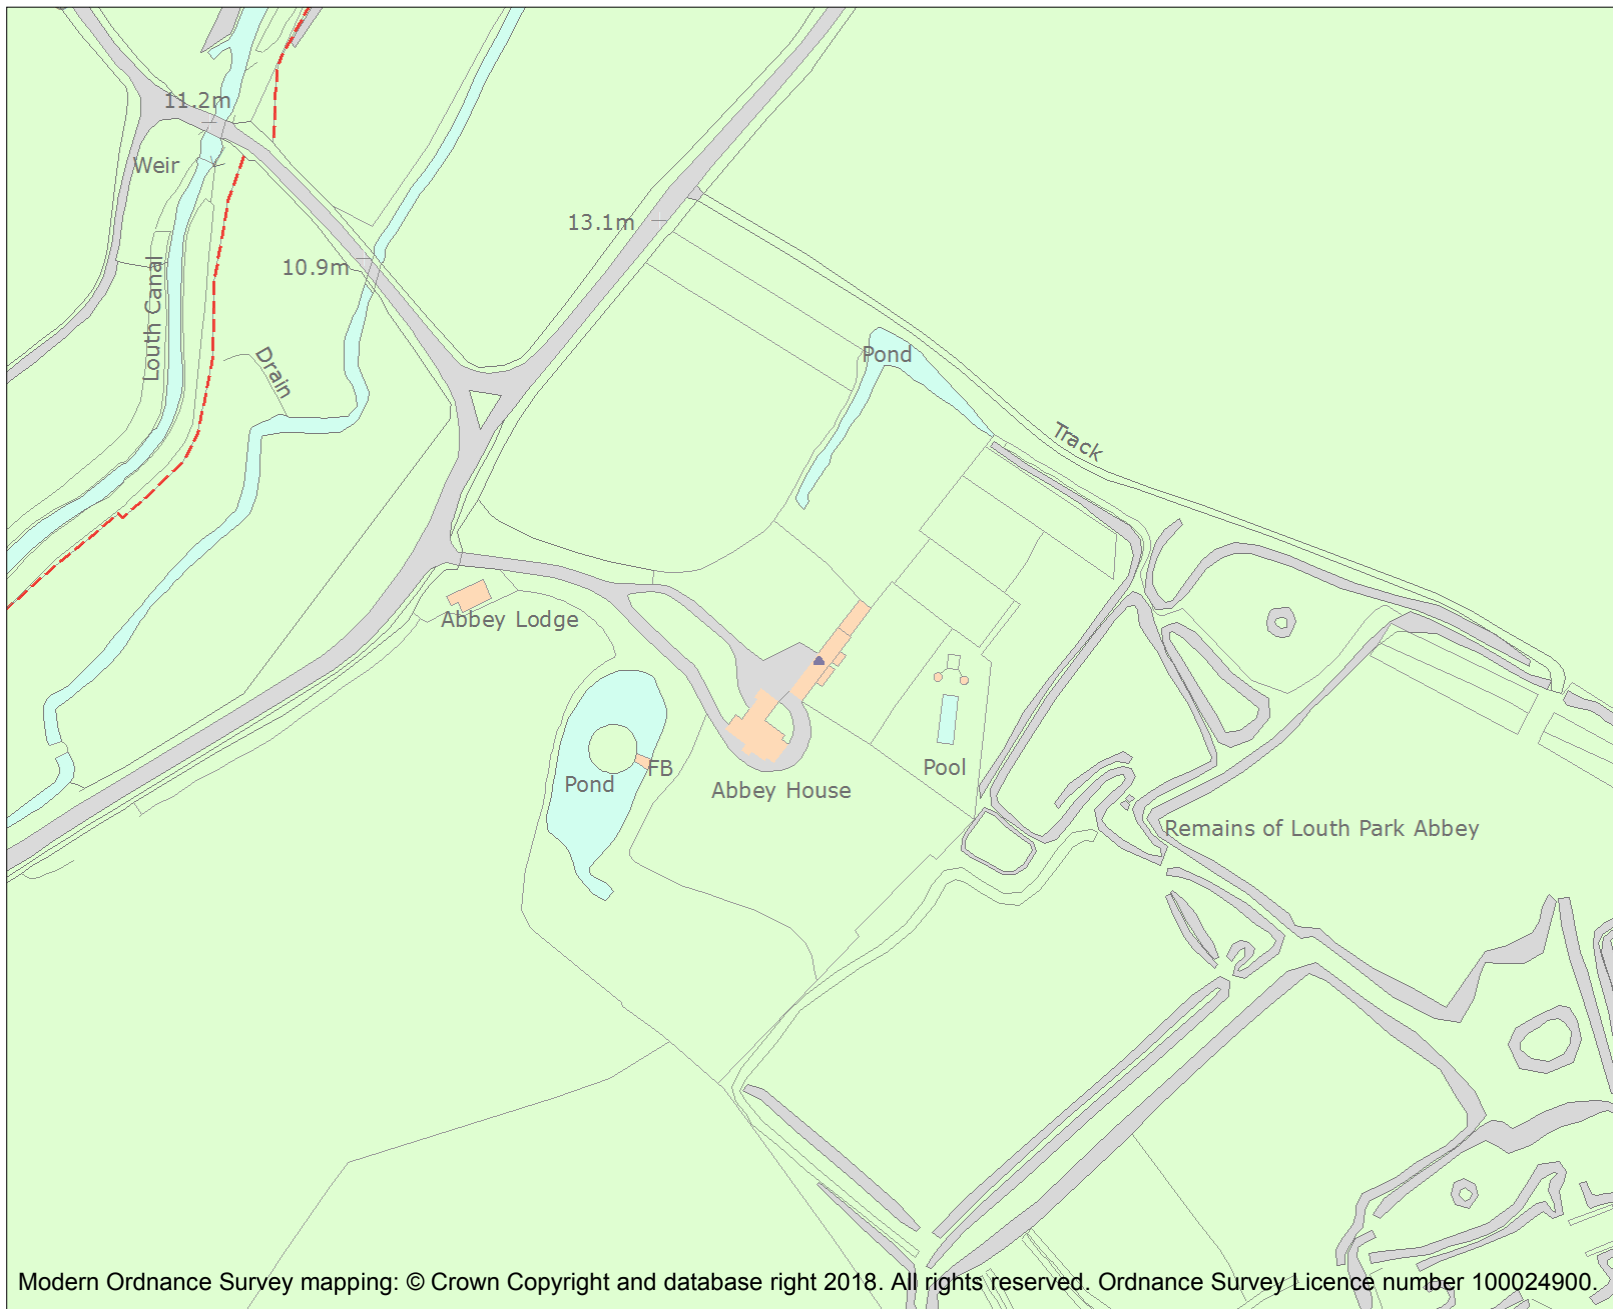 11.2m
Weir
13.1m
Louth Canal
10.9m
Drain
Pond
Track
Abbey Lodge
FB
Pond
Pool
Abbey House
Remains of Louth Park Abbey
Modern Ordnance Survey mapping: © Crown Copyright and database right 2018. All rights reserved. Ordnance Survey Licence number 100024900.